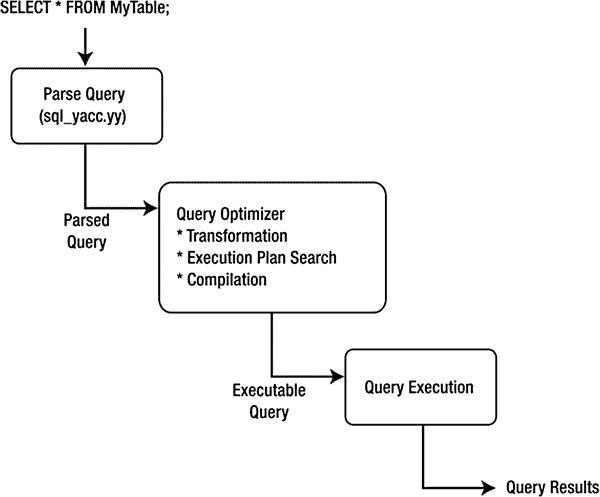 SELECT * FROM MyTable;
Parse Query
(sql_yacc.yy)
Parsed
Query
Query Optimizer
* Transformation
* Execution Plan Search
* Compilation
Executable
Query
Query Execution
Query Results